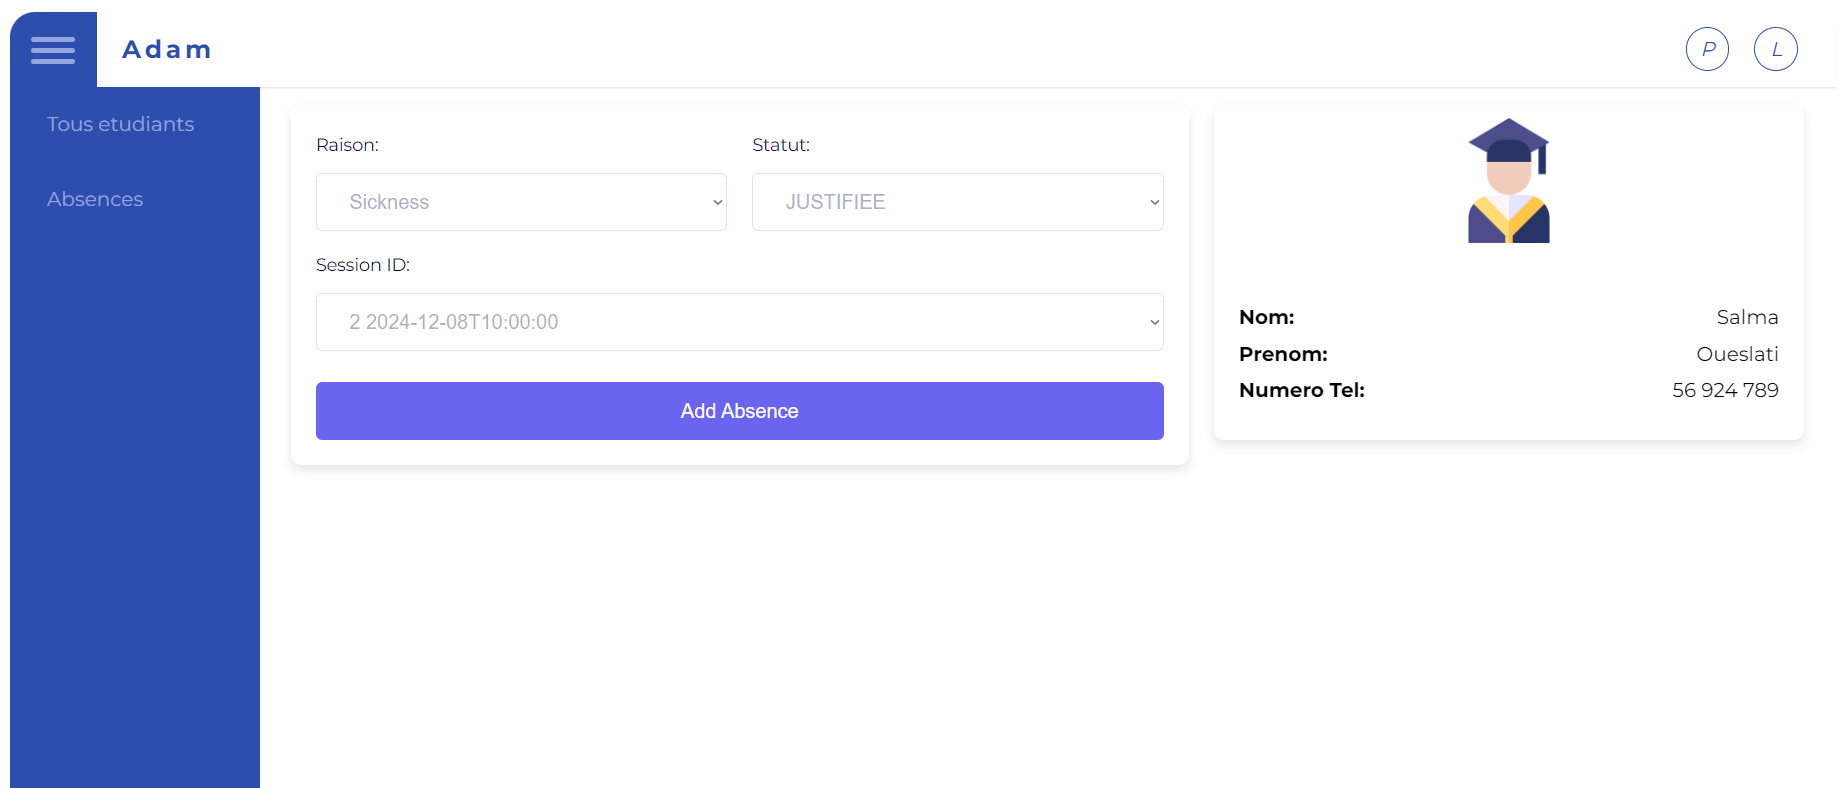 Adam
P
L
Tous etudiants
Absences
Raison:
Statut:
Sickness
JUSTIFIEE
Session ID:
2 2024-12-08T10:00:00
Add Absence
Nom: Salma
Prenom: Oueslati
Numero Tel: 56 924 789